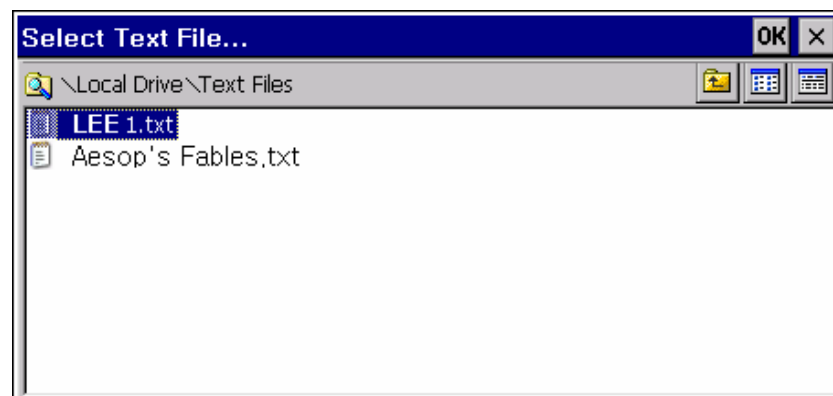 Select Text File... OK ×
\Local Drive\Text Files
LEE 1.txt
Aesop's Fables.txt